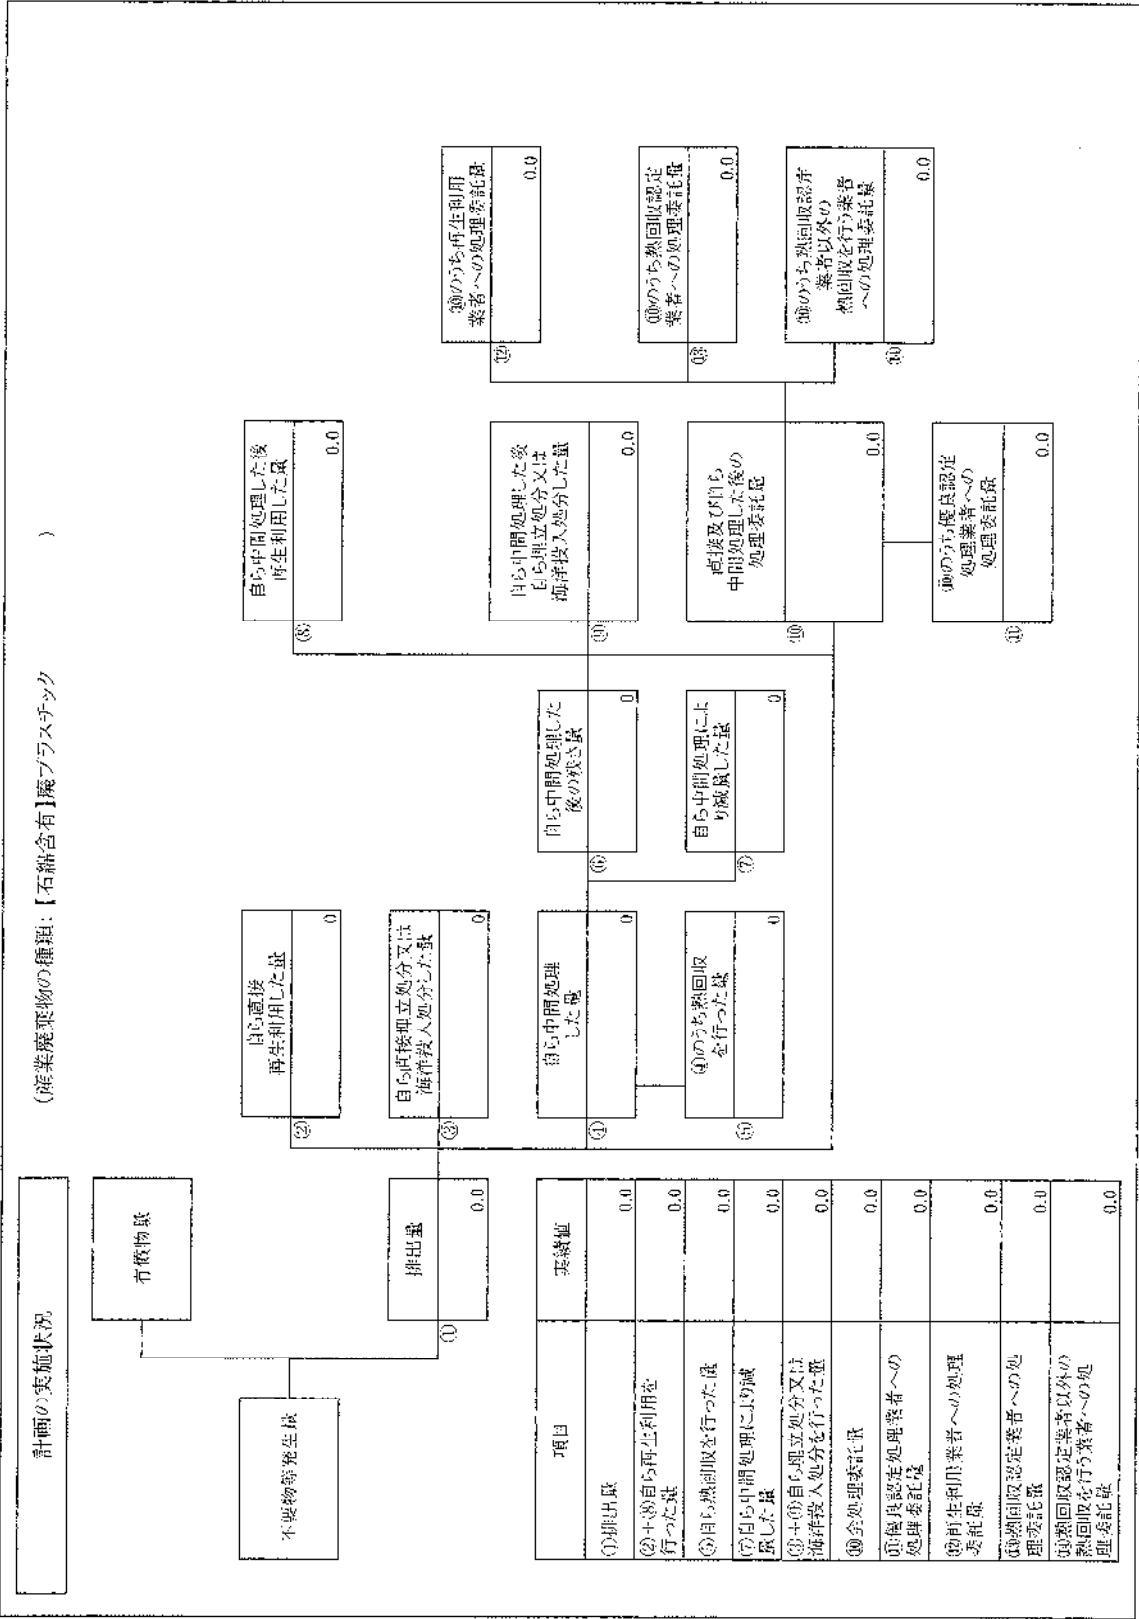 計画の実施状況
(産業廃棄物の種類:【石綿含有】廃プラスチック
)
不要物等発生量
有償物量
①
排出量
0.0
②
自ら直接
再生利用した量
0
③
自ら直接埋立処分又は
海洋投入処分した量
0
④
自ら中間処理
した量
0
⑤
④のうち熱回収
を行った量
0
⑥
自ら中間処理した
後の残さ量
0
⑦
自ら中間処理によ
り減量した量
0
⑧
自ら中間処理した後
再生利用した量
0.0
⑨
自ら中間処理した後
自ら埋立処分又は
海洋投入処分した量
0.0
⑩
直接及び自ら
中間処理した後の
処理委託量
0.0
⑪
⑩のうち優良認定
処理業者への
処理委託量
0.0
⑫
⑩のうち再生利用
業者への処理委託量
0.0
⑬
⑩のうち熱回収認定
業者への処理委託量
0.0
⑭
⑩のうち熱回収認定
業者以外の
熱回収を行う業者
への処理委託量
0.0
項目
実績値
①排出量
0.0
②+⑧自ら再生利用を
行った量
0.0
⑤自ら熱回収を行った量
0.0
⑦自ら中間処理により減
量した量
0.0
③+⑨自ら埋立処分又は
海洋投入処分を行った量
0.0
⑩全処理委託量
0.0
⑪優良認定処理業者への
処理委託量
0.0
⑫再生利用業者への処理
委託量
0.0
⑬熱回収認定業者への処
理委託量
0.0
⑭熱回収認定業者以外の
熱回収を行う業者への処
理委託量
0.0